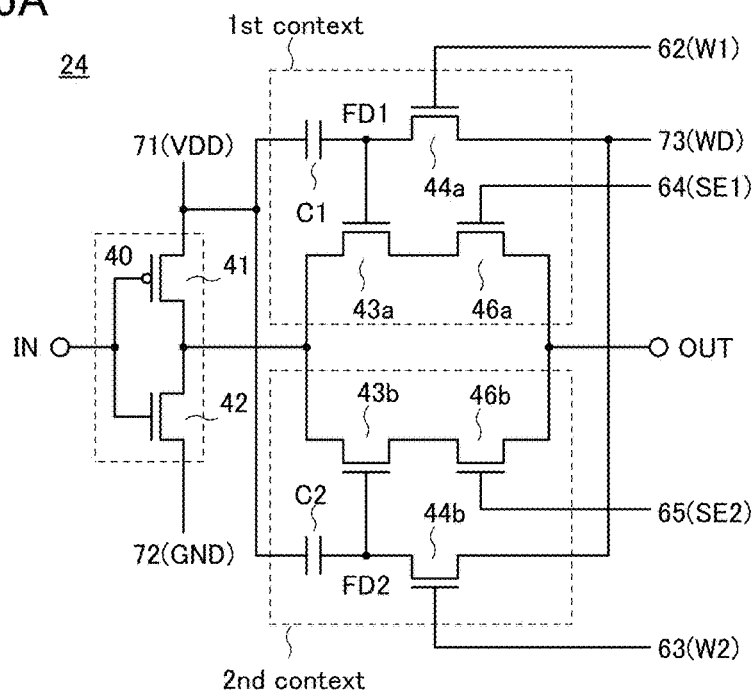 1st context
24
62(W1)
FD1
71(VDD)
73(WD)
44a
C1
64(SE1)
40
41
43a
46a
IN
OUT
43b
46b
42
C2
44b
65(SE2)
72(GND)
FD2
63(W2)
2nd context